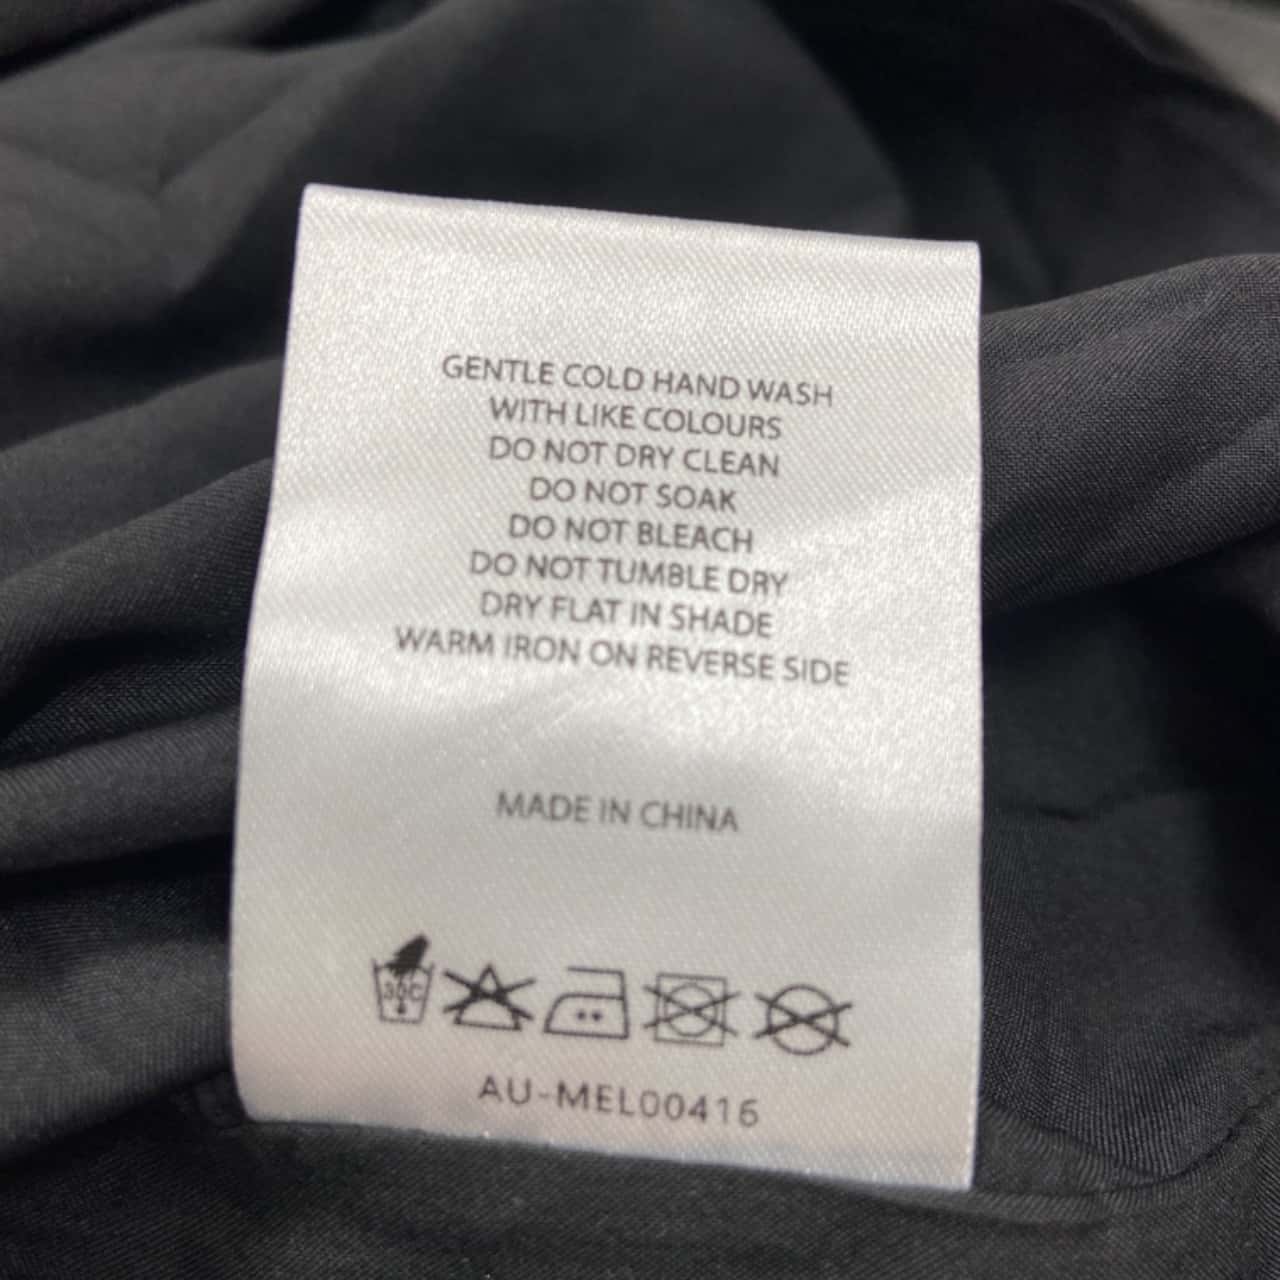 GENTLE COLD HAND WASH
WITH LIKE COLOURS
DO NOT DRY CLEAN
DO NOT SOAK
DO NOT BLEACH
DO NOT TUMBLE DRY
DRY FLAT IN SHADE
WARM IRON ON REVERSE SIDE
MADE IN CHINA
30C
AU-MEL00416